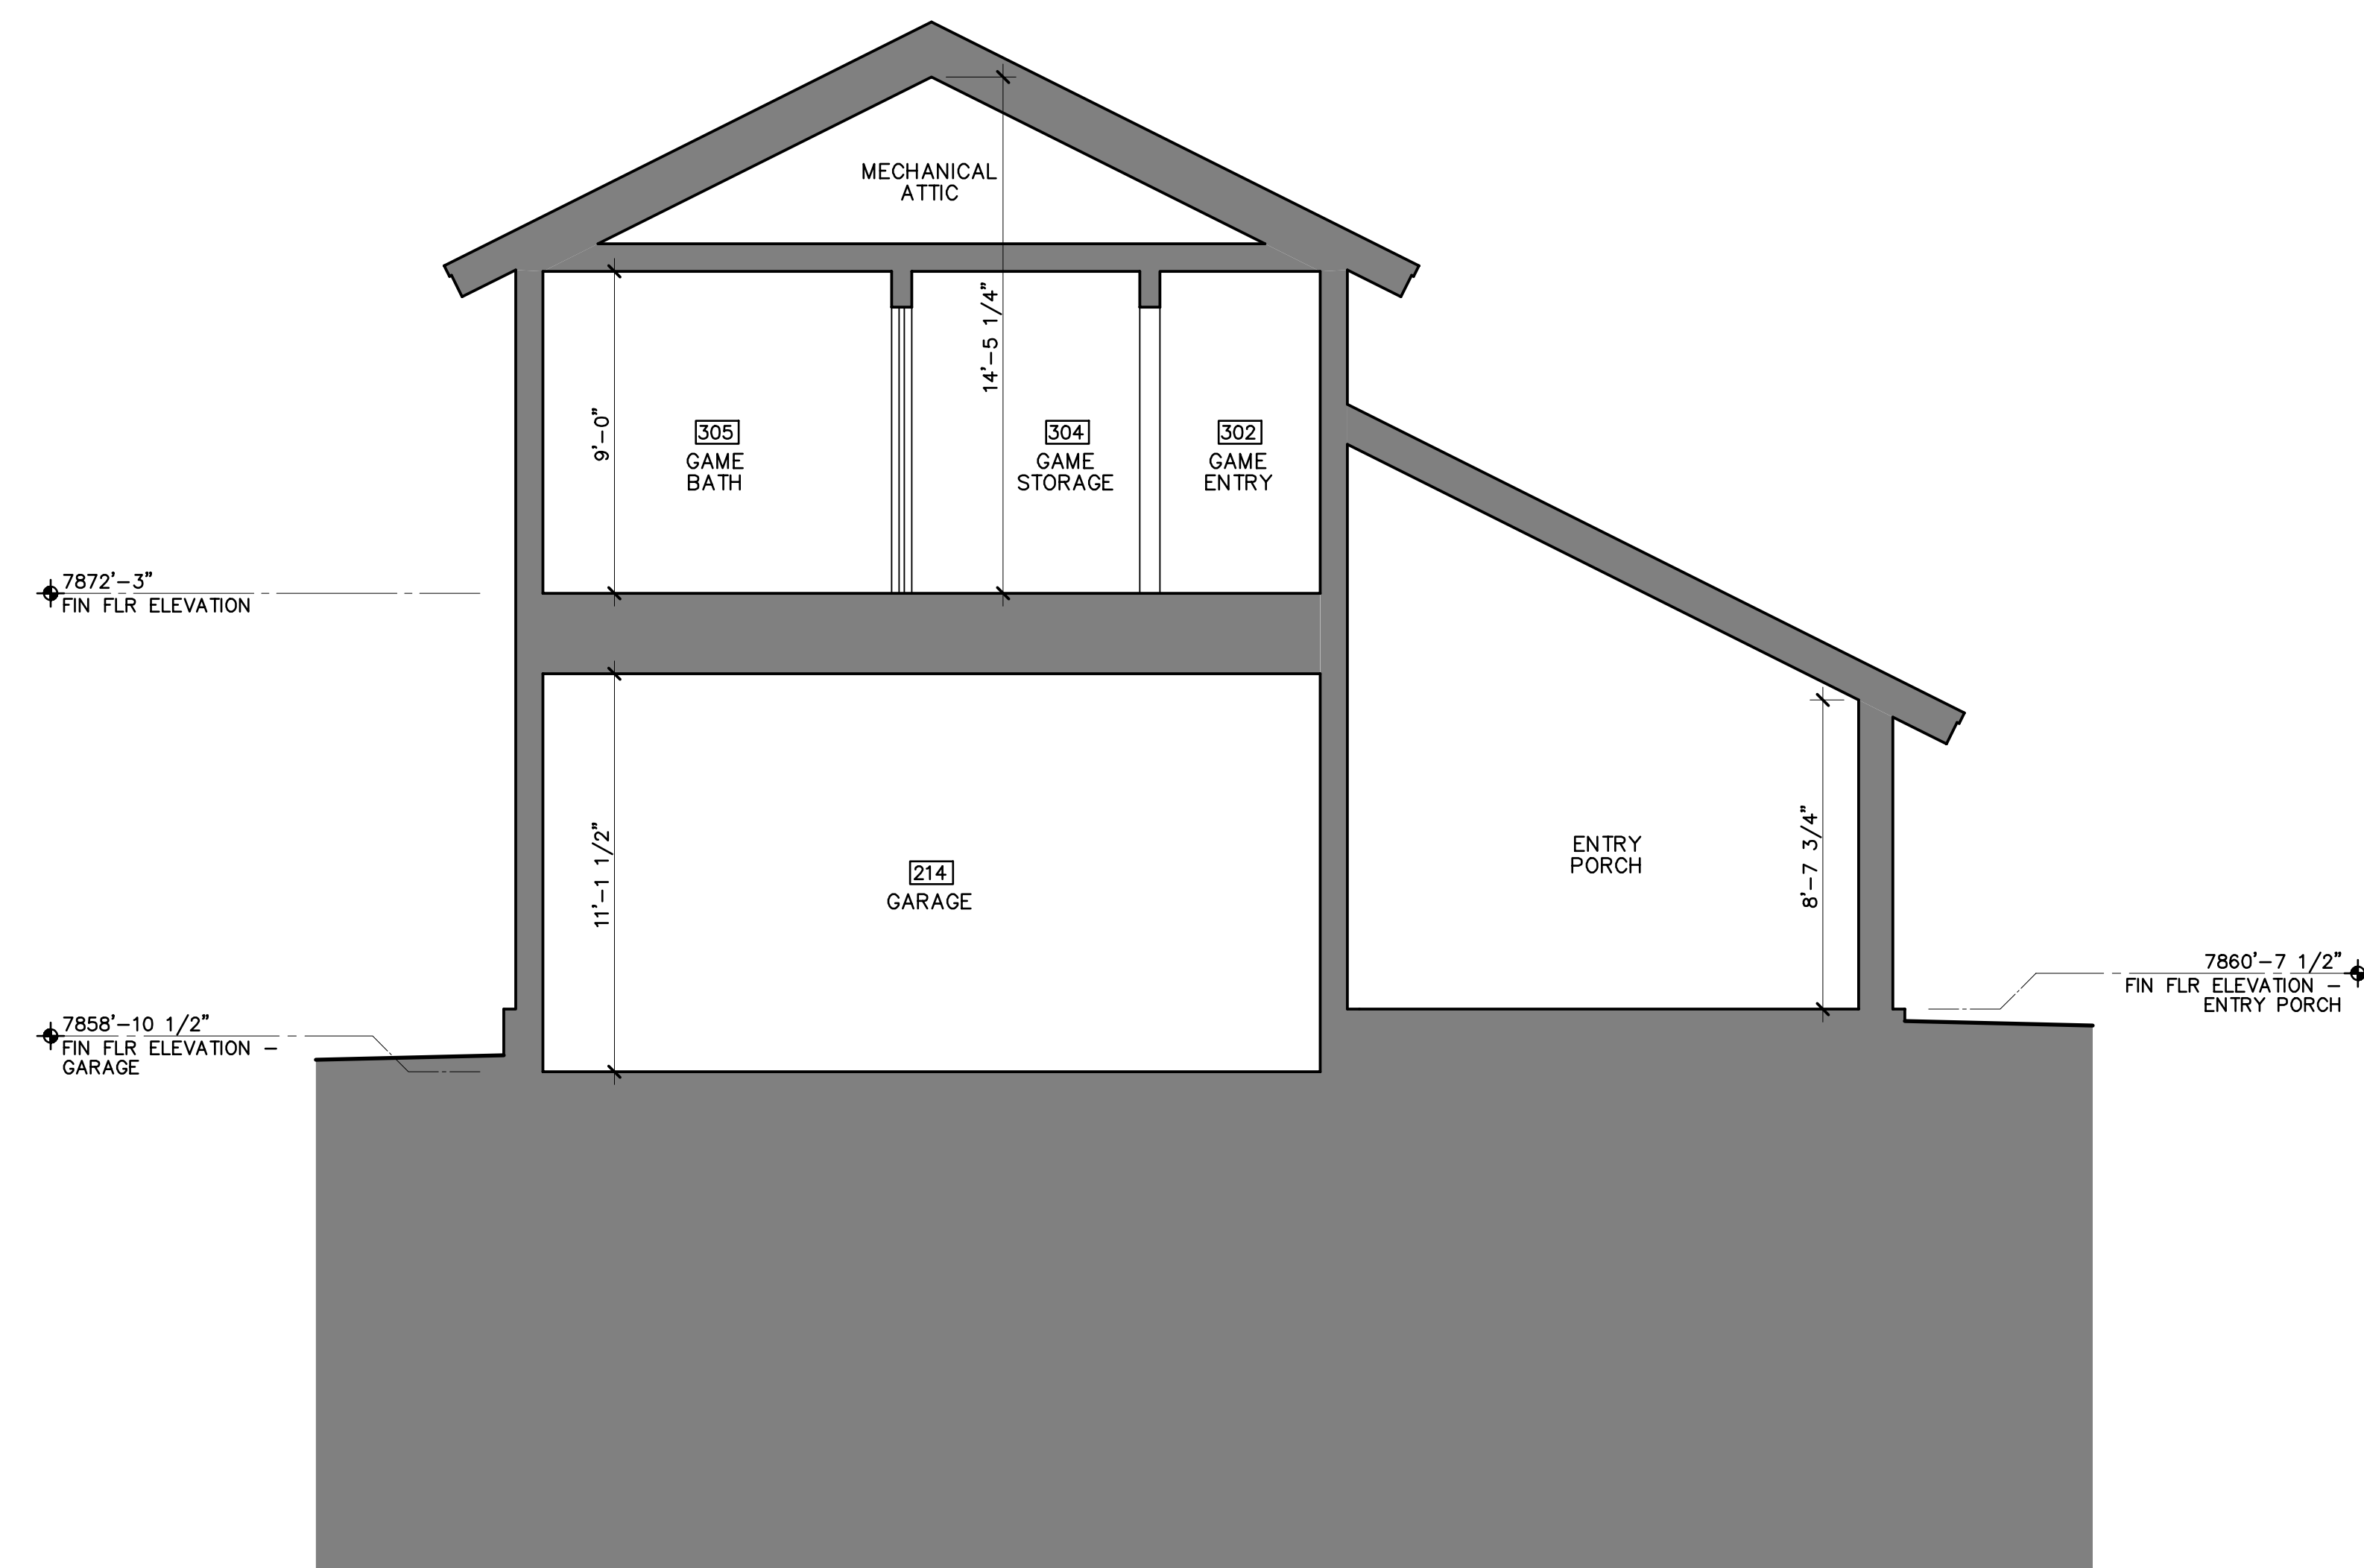 MECHANICAL
ATTIC
14'-5 1/4"
9'-0"
305
GAME
BATH
304
GAME
STORAGE
302
GAME
ENTRY
7872'-3"
FIN FLR ELEVATION
11'-1 1/2"
214
GARAGE
ENTRY
PORCH
8'-7 3/4"
7860'-7 1/2"
FIN FLR ELEVATION -
ENTRY PORCH
7858'-10 1/2"
FIN FLR ELEVATION -
GARAGE